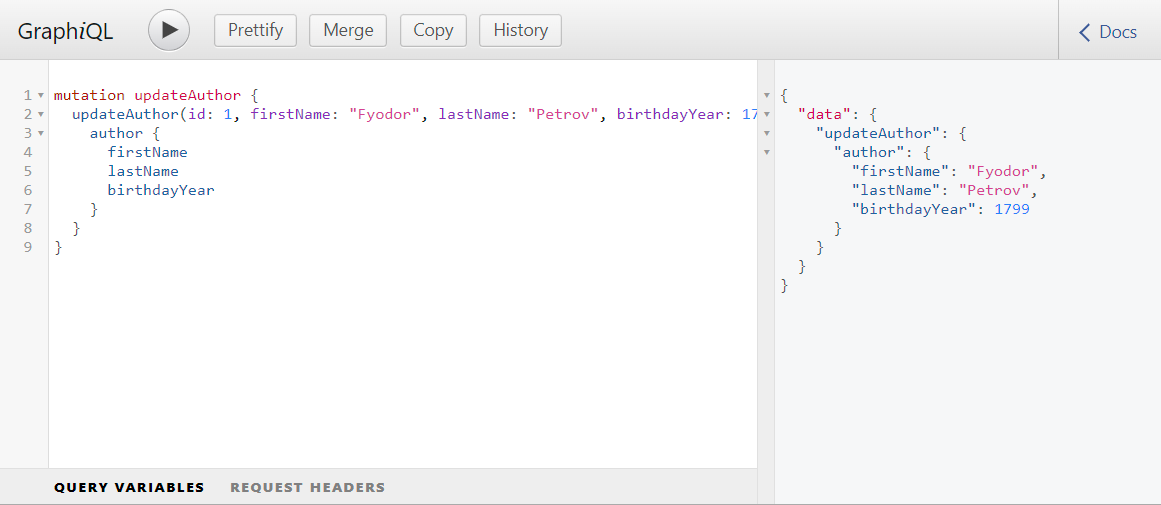 GraphiQL Prettify Merge Copy History Docs
1 mutation updateAuthor {
2 updateAuthor(id: 1, firstName: "Fyodor", lastName: "Petrov", birthdayYear: 17
3 author {
4 firstName
5 lastName
6 birthdayYear
7 }
8 }
9 }
QUERY VARIABLES REQUEST HEADERS
{
"data": {
"updateAuthor": {
"author": {
"firstName": "Fyodor",
"lastName": "Petrov",
"birthdayYear": 1799
}
}
}
}